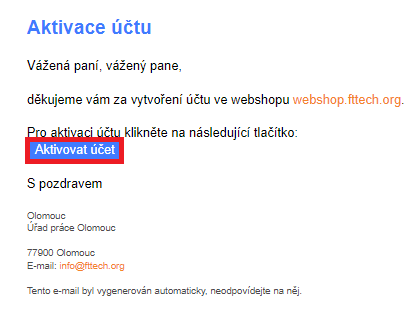 Aktivace účtu
Vážená paní, vážený pane,
děkujeme vám za vytvoření účtu ve webshopu webshop.fttech.org.
Pro aktivaci účtu klikněte na následující tlačítko:
Aktivovat účet
S pozdravem
Olomouc
Úřad práce Olomouc
77900 Olomouc
E-mail: info@fttech.org
Tento e-mail byl vygenerován automaticky, neodpovídejte na něj.